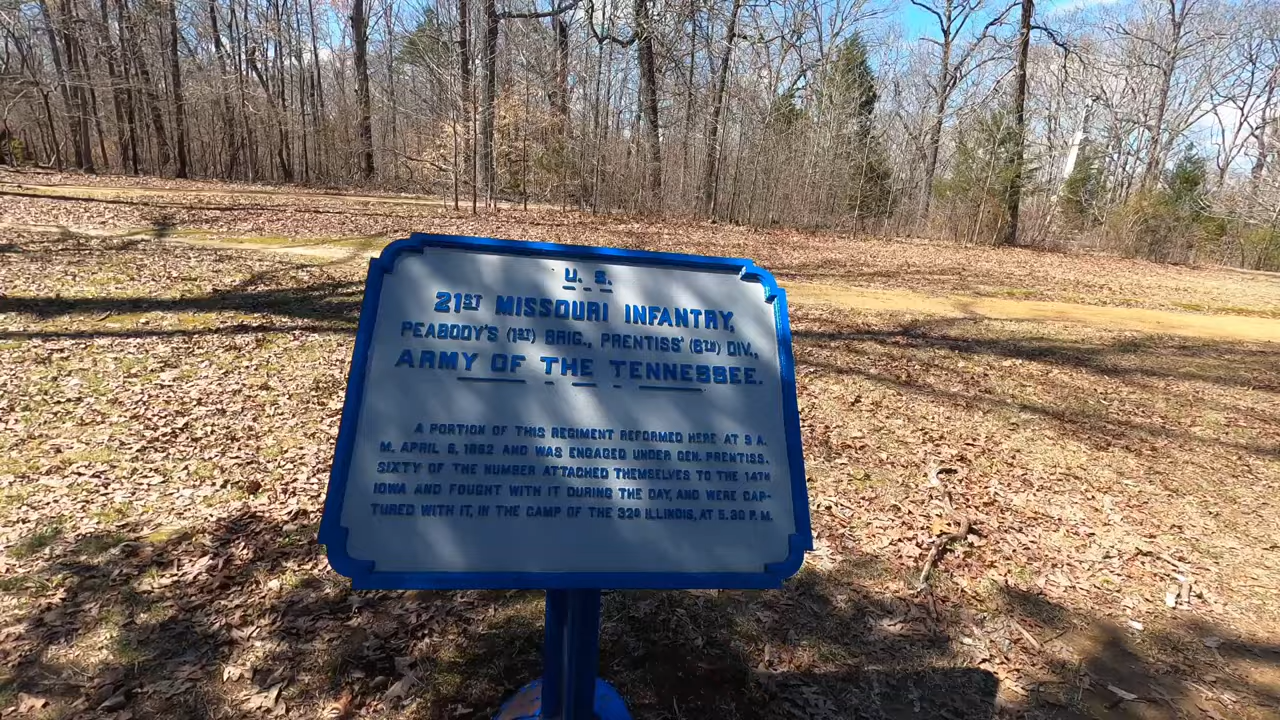 U. S.
21ST MISSOURI INFANTRY,
PEABODY'S (1ST) BRIG., PRENTISS' (6TH) DIV.,
ARMY OF THE TENNESSEE.
A PORTION OF THIS REGIMENT REFORMED HERE AT 9 A.
M. APRIL 6, 1862 AND WAS ENGAGED UNDER GEN. PRENTISS.
SIXTY OF THE NUMBER ATTACHED THEMSELVES TO THE 14TH
IOWA AND FOUGHT WITH IT DURING THE DAY, AND WERE CAP-
TURED WITH IT, IN THE CAMP OF THE 32D ILLINOIS, AT 5.30 P. M.